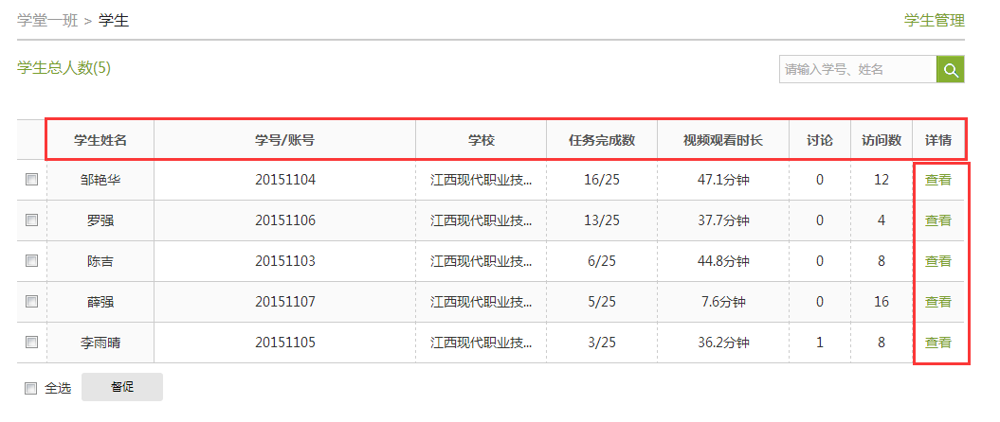 学堂一班 > 学生 学生管理
学生总人数(5) 请输入学号、姓名
学生姓名 学号/账号 学校 任务完成数 视频观看时长 讨论 访问数 详情
邹艳华 20151104 江西现代职业技... 16/25 47.1分钟 0 12 查看
罗强 20151106 江西现代职业技... 13/25 37.7分钟 0 4 查看
陈吉 20151103 江西现代职业技... 6/25 44.8分钟 0 8 查看
薛强 20151107 江西现代职业技... 5/25 7.6分钟 0 16 查看
李雨晴 20151105 江西现代职业技... 3/25 36.2分钟 1 8 查看
全选 督促